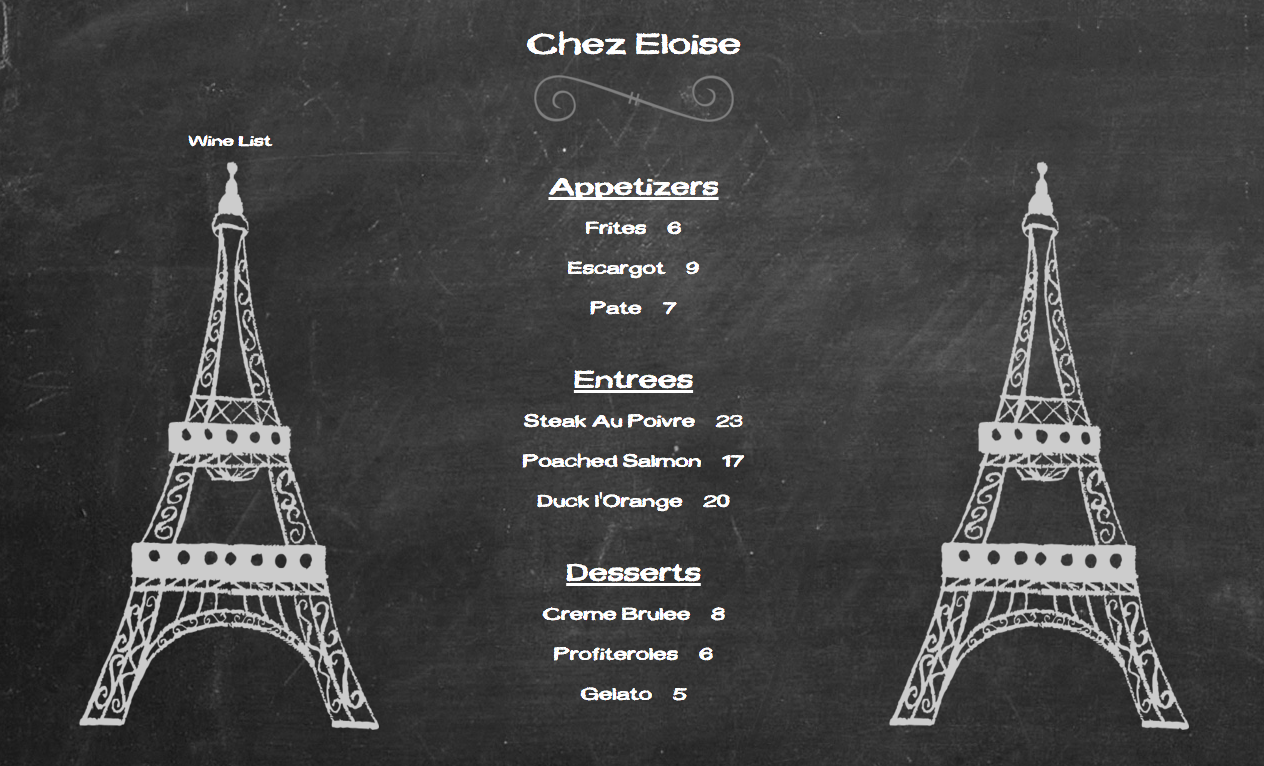 Chez Eloise
Wine List
Appetizers
Frites 6
Escargot 9
Pate 7
Entrees
Steak Au Poivre 23
Poached Salmon 17
Duck l'Orange 20
Desserts
Creme Brulee 8
Profiteroles 6
Gelato 5